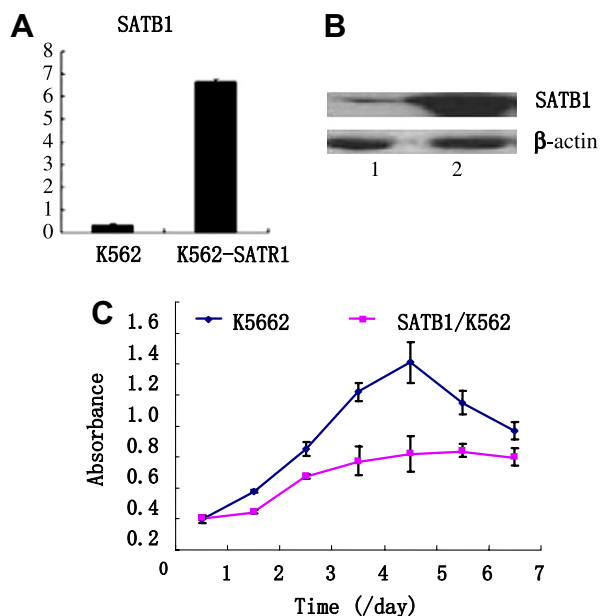 A
SATB1
8
7
6
5
4
3
2
1
0
K562
K562-SATR1
B
SATB1
β-actin
1 2
C
K5662
SATB1/K562
1.6
1.4
1.2
1.0
0.8
0.6
0.4
0.2
Absorbance
0 1 2 3 4 5 6 7
Time (/day)